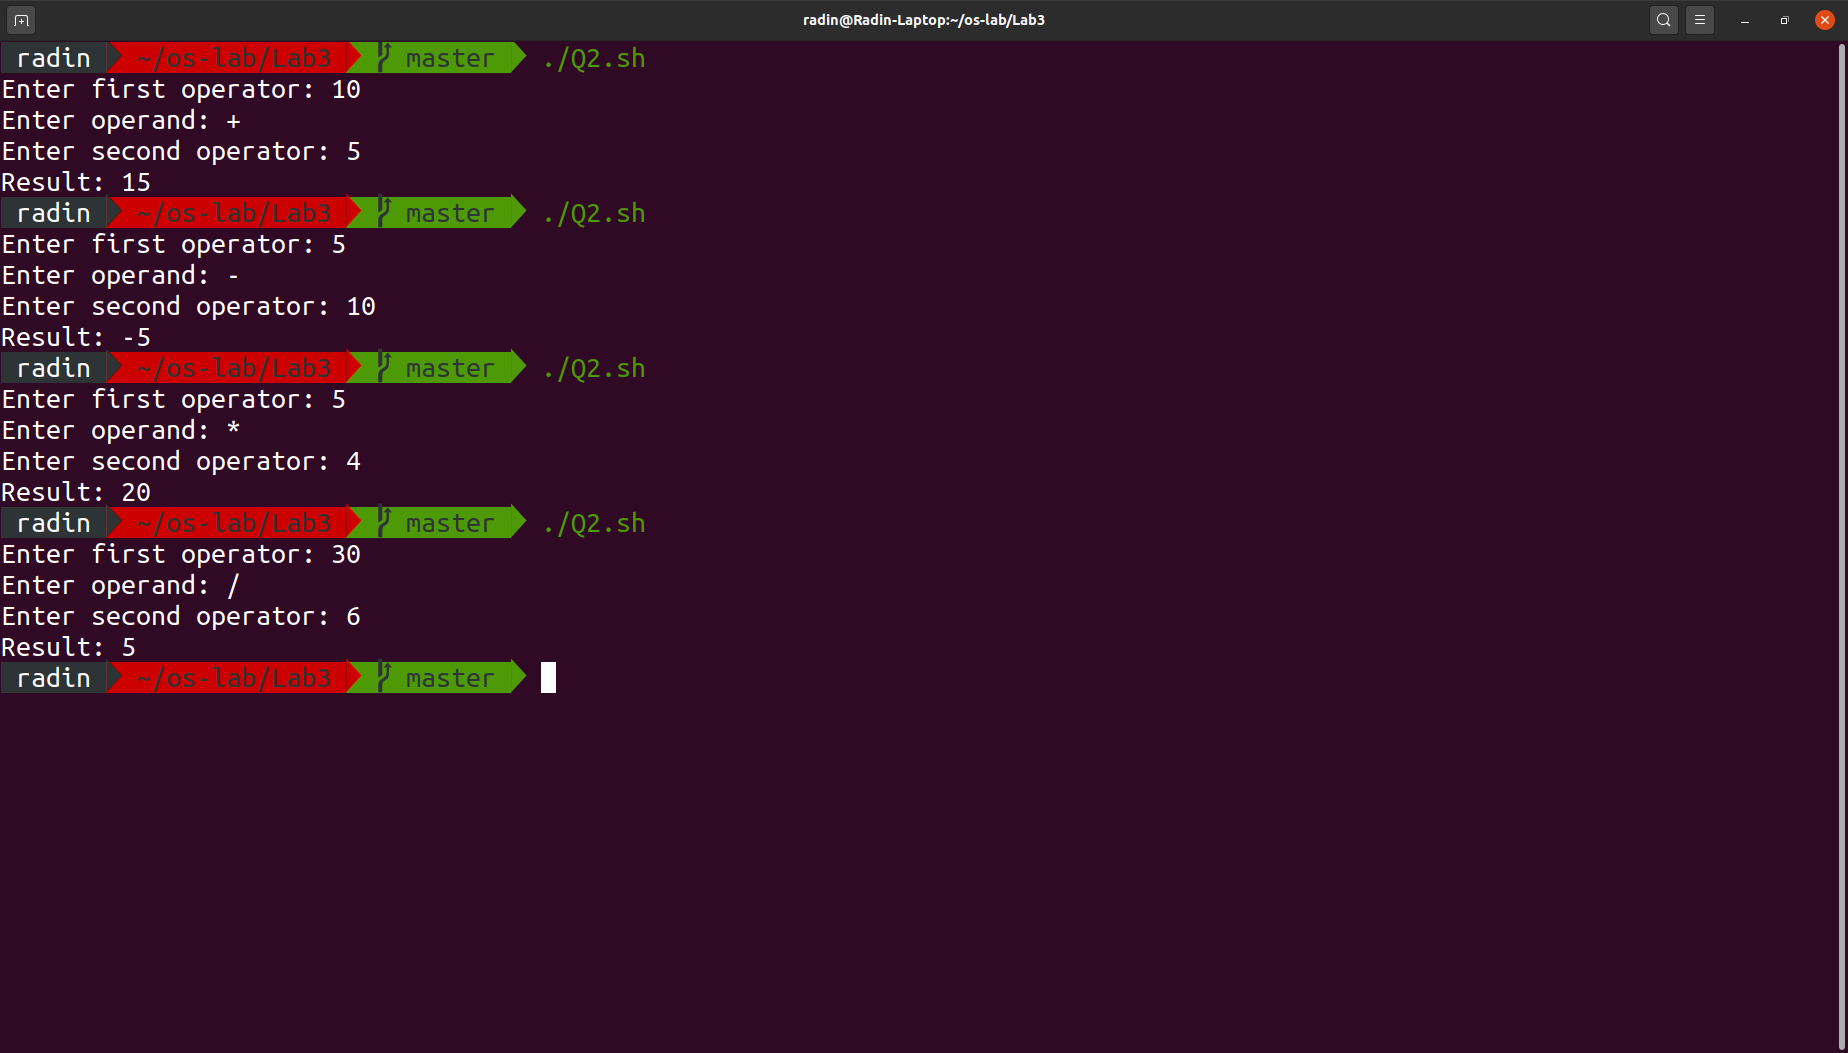 radin@Radin-Laptop:~/os-lab/Lab3
radin ~/os-lab/Lab3 master ./Q2.sh
Enter first operator: 10
Enter operand: +
Enter second operator: 5
Result: 15
radin ~/os-lab/Lab3 master ./Q2.sh
Enter first operator: 5
Enter operand: -
Enter second operator: 10
Result: -5
radin ~/os-lab/Lab3 master ./Q2.sh
Enter first operator: 5
Enter operand: *
Enter second operator: 4
Result: 20
radin ~/os-lab/Lab3 master ./Q2.sh
Enter first operator: 30
Enter operand: /
Enter second operator: 6
Result: 5
radin ~/os-lab/Lab3 master